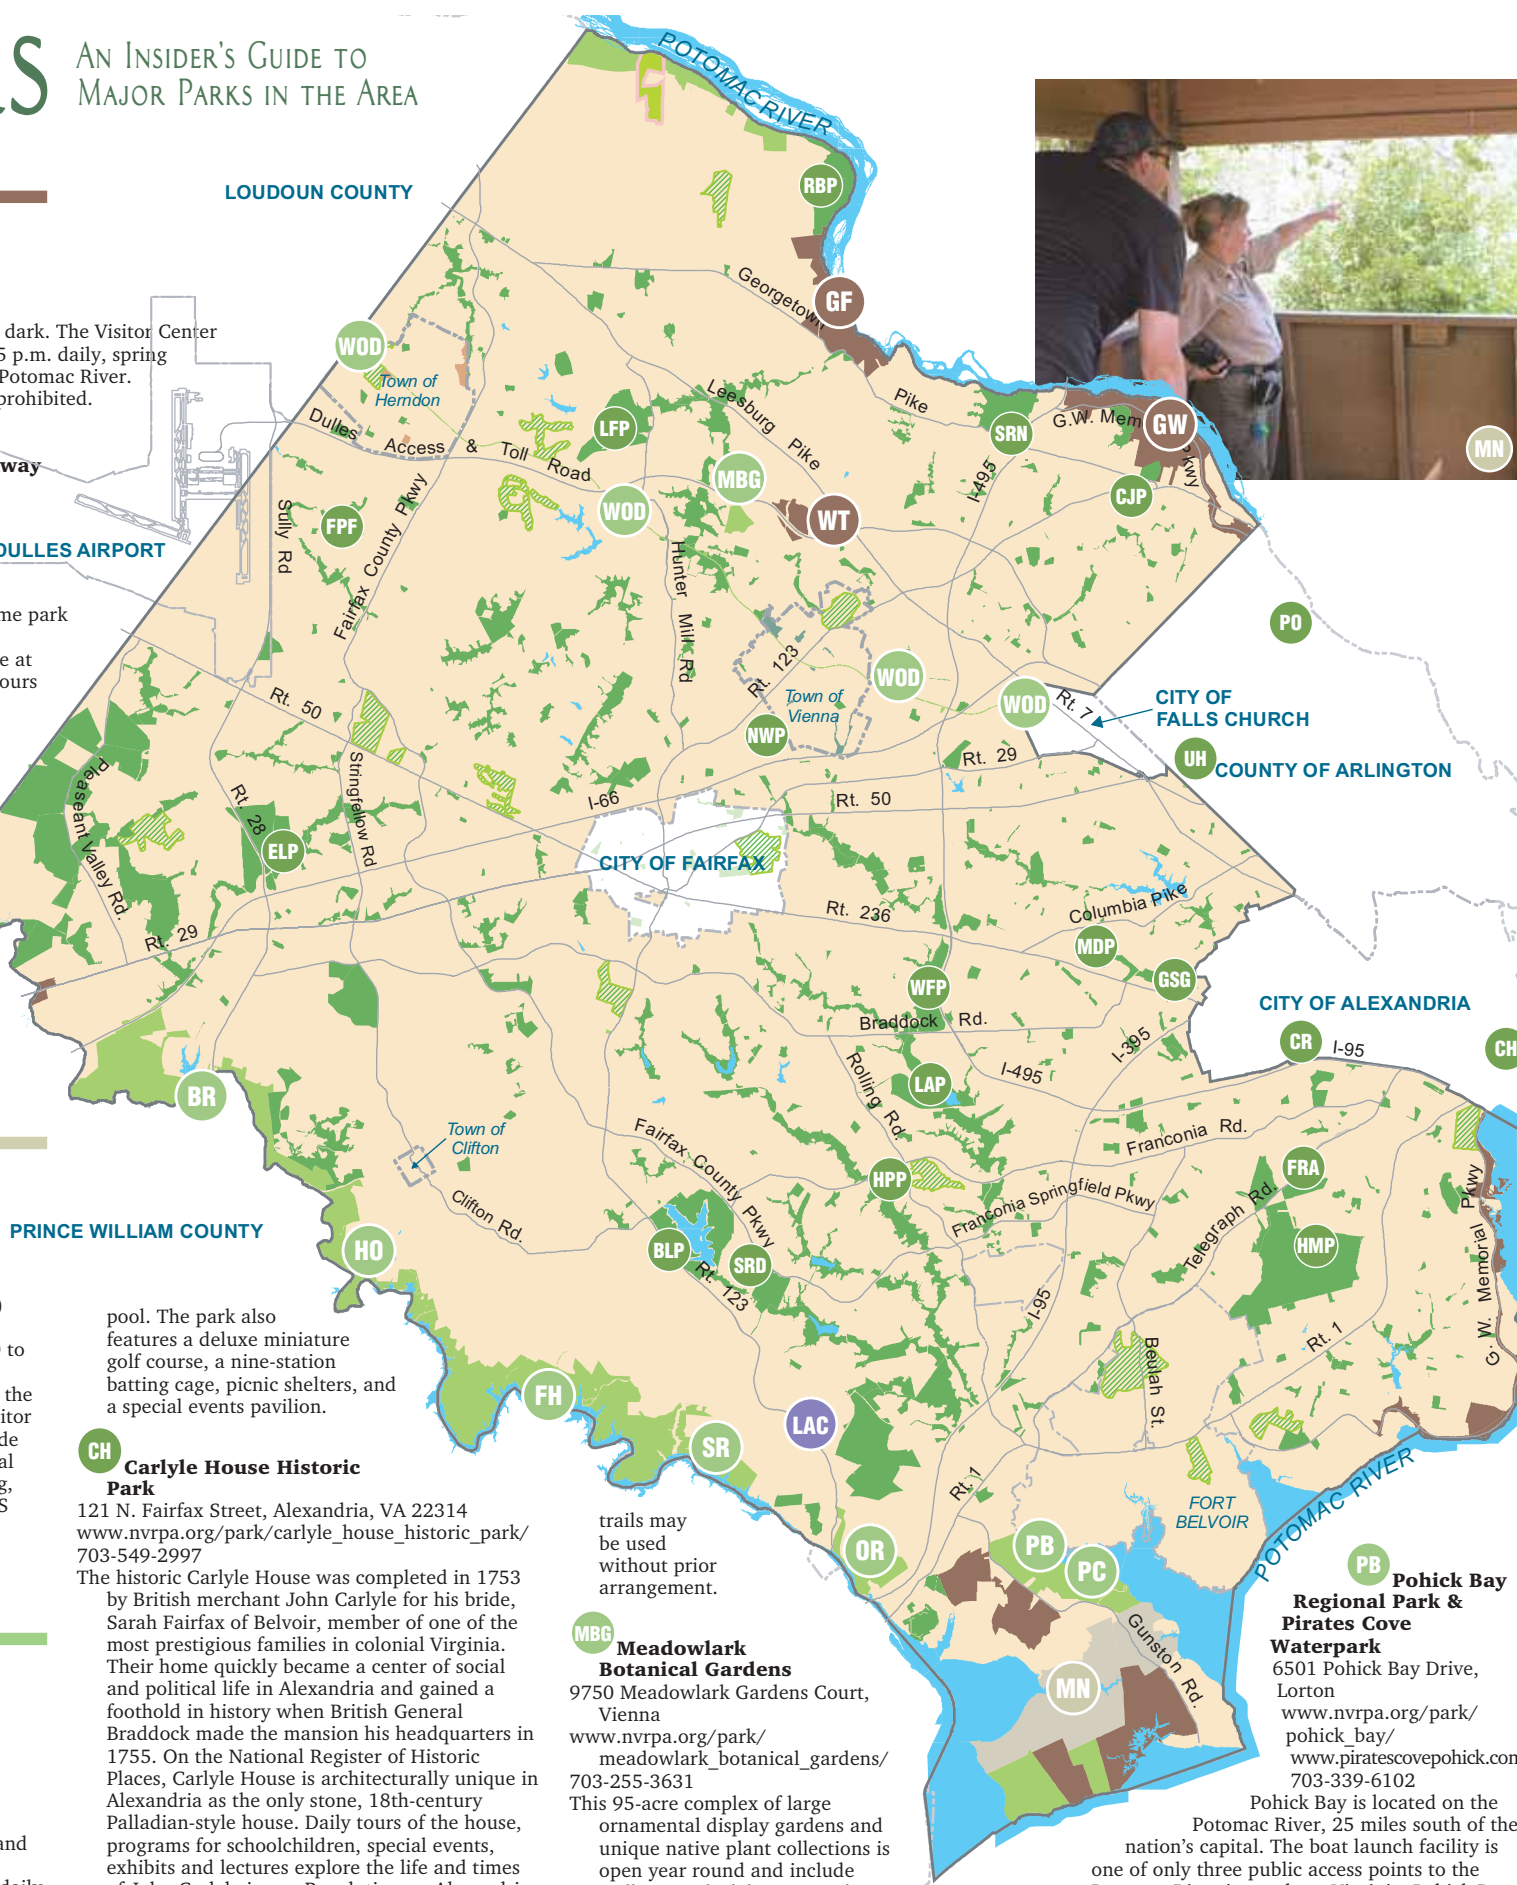 AN INSIDER'S GUIDE TO
MAJOR PARKS IN THE AREA
POTOMAC RIVER
LOUDOUN COUNTY
RBP
Georgetown
GF
dark. The Visitor Center
5 p.m. daily, spring
Potomac River.
prohibited.
WOD
Town of
Herndon
Dulles
Access & Toll Road
LFP
Leesburg Pike
Pike
SRN
G.W. Mem
GW
Pkwy
MN
way
MBG
I-495
CJP
FPF
Sully Rd
Fairfax County Pkwy
WOD
WT
DULLES AIRPORT
Hunter Mill Rd
me park
e at
ours
PO
Rt. 123
Town of
Vienna
WOD
WOD
Rt. 7
CITY OF
FALLS CHURCH
Rt. 50
NWP
Rt. 29
UH
COUNTY OF ARLINGTON
Pleasant Valley Rd.
Rt. 28
Stringfellow Rd
I-66
Rt. 50
ELP
CITY OF FAIRFAX
Rt. 236
Columbia Pike
Rt. 29
MDP
GSG
WFP
CITY OF ALEXANDRIA
Braddock Rd.
I-395
CR
I-95
CH
Rolling Rd.
I-495
LAP
BR
Town of
Clifton
Fairfax County Pkwy
Franconia Rd.
FRA
HPP
Franconia Springfield Pkwy
Telegraph Rd.
G. W. Memorial Pkwy
Clifton Rd.
PRINCE WILLIAM COUNTY
HO
BLP
SRD
HMP
Rt. 123
I-95
Rt. 1
Beulah St.
pool. The park also
features a deluxe miniature
golf course, a nine-station
batting cage, picnic shelters, and
a special events pavilion.
)
to
the
itor
de
al
g,
S
FH
LAC
SR
Rt. 1
FORT
BELVOIR
POTOMAC RIVER
CH
Carlyle House Historic
Park
121 N. Fairfax Street, Alexandria, VA 22314
www.nvrpa.org/park/carlyle_house_historic_park/
703-549-2997
The historic Carlyle House was completed in 1753
by British merchant John Carlyle for his bride,
Sarah Fairfax of Belvoir, member of one of the
most prestigious families in colonial Virginia.
Their home quickly became a center of social
and political life in Alexandria and gained a
foothold in history when British General
Braddock made the mansion his headquarters in
1755. On the National Register of Historic
Places, Carlyle House is architecturally unique in
Alexandria as the only stone, 18th-century
Palladian-style house. Daily tours of the house,
programs for schoolchildren, special events,
exhibits and lectures explore the life and times
and
trails may
be used
without prior
arrangement.
OR
PB
PC
Gunston Rd.
MN
MBG
Meadowlark
Botanical Gardens
9750 Meadowlark Gardens Court,
Vienna
www.nvrpa.org/park/
meadowlark_botanical_gardens/
703-255-3631
This 95-acre complex of large
ornamental display gardens and
unique native plant collections is
open year round and include
PB
Pohick Bay
Regional Park &
Pirates Cove
Waterpark
6501 Pohick Bay Drive,
Lorton
www.nvrpa.org/park/
pohick_bay/
www.piratescovepohick.com
703-339-6102
Pohick Bay is located on the
Potomac River, 25 miles south of the
nation's capital. The boat launch facility is
one of only three public access points to the